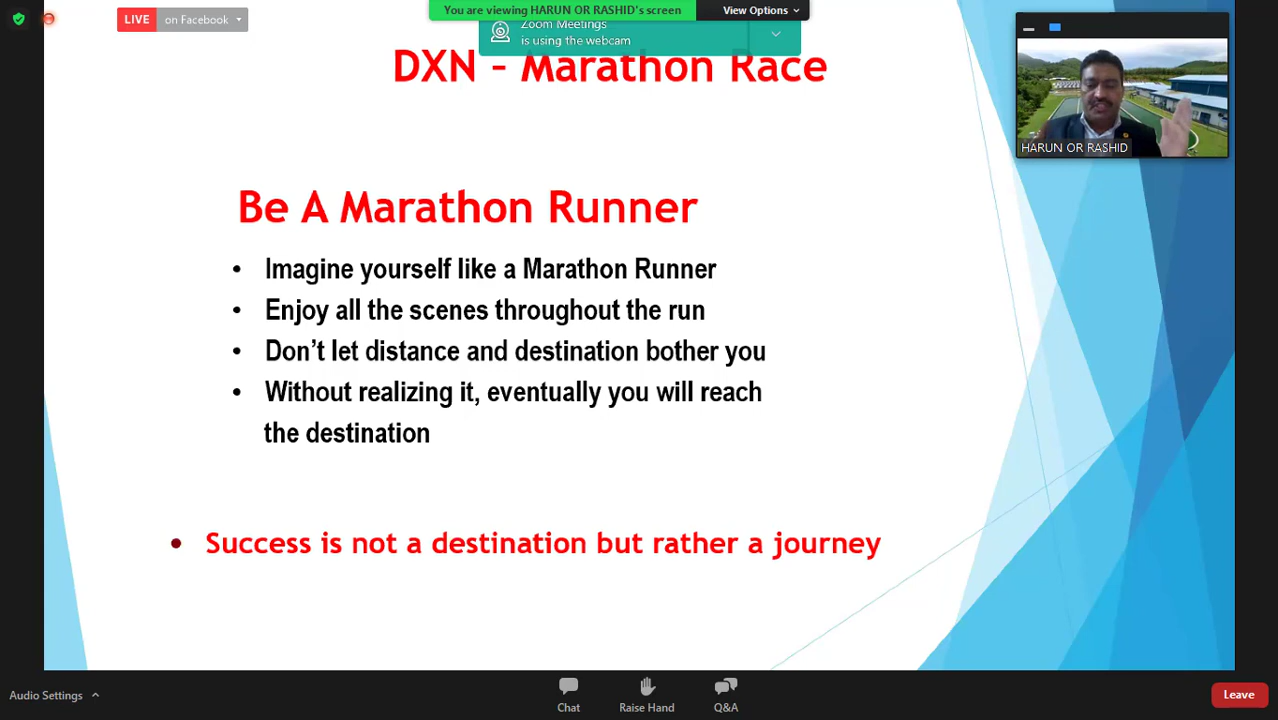 LIVE on Facebook
You are viewing HARUN OR RASHID's screen
View Options
Zoom Meetings
is using the webcam
DXN – Marathon Race
HARUN OR RASHID
Be A Marathon Runner
• Imagine yourself like a Marathon Runner
• Enjoy all the scenes throughout the run
• Don’t let distance and destination bother you
• Without realizing it, eventually you will reach
the destination
• Success is not a destination but rather a journey
Audio Settings
Chat
Raise Hand
Q&A
Leave